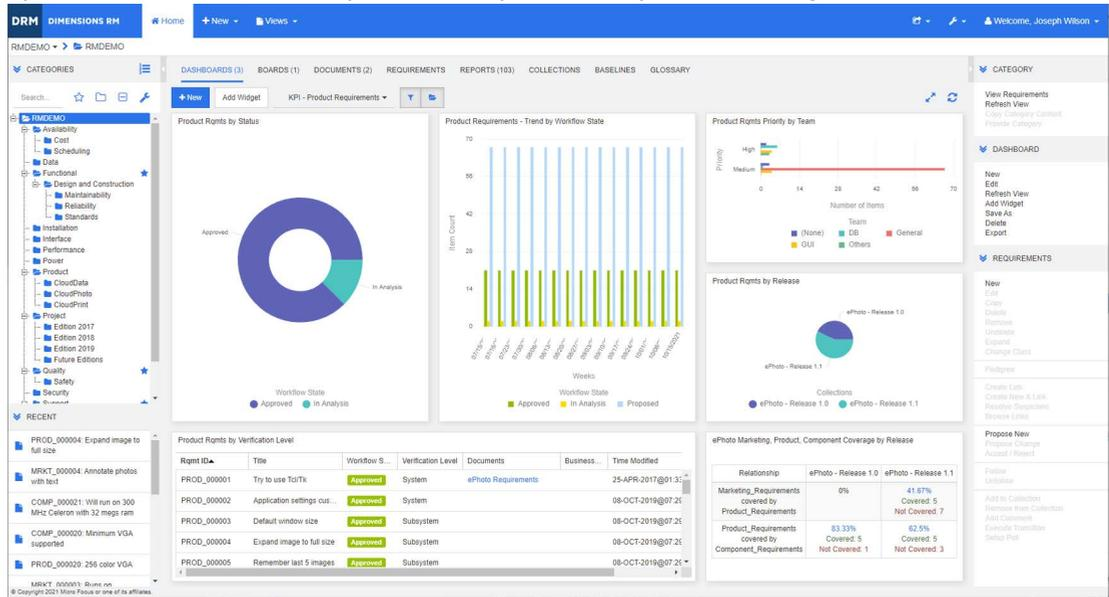 DRM DIMENSIONS RM Home + New Views Welcome, Joseph Wilson
RMDEMO > RMDEMO
CATEGORIES
Search...
RMDEMO
Availability
Cost
Scheduling
Data
Functional
Design and Construction
Maintainability
Reliability
Standards
Installation
Interface
Performance
Power
Product
CloudData
CloudPhoto
CloudPrint
Project
Edition 2017
Edition 2018
Edition 2019
Future Editions
Quality
Safety
Security
Support
RECENT
PROD_000004: Expand image to
full size
MRKT_000004: Annotate photos
with text
COMP_000021: Will run on 300
MHz Celeron with 32 megs ram
COMP_000020: Minimum VGA
supported
PROD_000020: 256 color VGA
MRKT_000003: Runs on
© Copyright 2021 Micro Focus or one of its affiliates.
DASHBOARDS (3) BOARDS (1) DOCUMENTS (2) REQUIREMENTS REPORTS (103) COLLECTIONS BASELINES GLOSSARY
+ New Add Widget KPI - Product Requirements
Product Rqmts by Status
Approved
In Analysis
Workflow State
Approved In Analysis
Product Requirements - Trend by Workflow State
Item Count
70
56
42
28
14
0
10/15/2021
Weeks
Workflow State
Approved In Analysis Proposed
Product Rqmts Priority by Team
Priority
High
Medium
0 14 28 42 56 70
Number of Items
Team
(None) DB General
GUI Others
Product Rqmts by Release
ePhoto - Release 1.0
ePhoto - Release 1.1
Collections
ePhoto - Release 1.0 ePhoto - Release 1.1
Product Rqmts by Verification Level
Rqmt ID Title Workflow S... Verification Level Documents Business... Time Modified
PROD_000001 Try to use Tcl/Tk Approved System ePhoto Requirements 25-APR-2017@01:33
PROD_000002 Application settings cus... Approved System 08-OCT-2019@07:29
PROD_000003 Default window size Approved Subsystem 08-OCT-2019@07:29
PROD_000004 Expand image to full size Approved Subsystem 08-OCT-2019@07:29
PROD_000005 Remember last 5 images Approved Subsystem 08-OCT-2019@07:29
ePhoto Marketing, Product, Component Coverage by Release
Relationship ePhoto - Release 1.0 ePhoto - Release 1.1
Marketing_Requirements
covered by
Product_Requirements
0%
41.67%
Covered: 5
Not Covered: 7
Product_Requirements
covered by
Component_Requirements
83.33%
Covered: 5
Not Covered: 1
62.5%
Covered: 5
Not Covered: 3
CATEGORY
View Requirements
Refresh View
Copy Category Content
Provide Category
DASHBOARD
New
Edit
Refresh View
Add Widget
Save As
Delete
Export
REQUIREMENTS
New
Edit
Copy
Delete
Remove
Undelete
Expand
Change Class
Pedigree
Create Link
Create New & Link
Resolve Suspicions
Browse Links
Propose New
Propose Change
Accept / Reject
Follow
Unfollow
Add to Collection
Remove from Collection
Add Comment
Execute Transition
Setup Poll